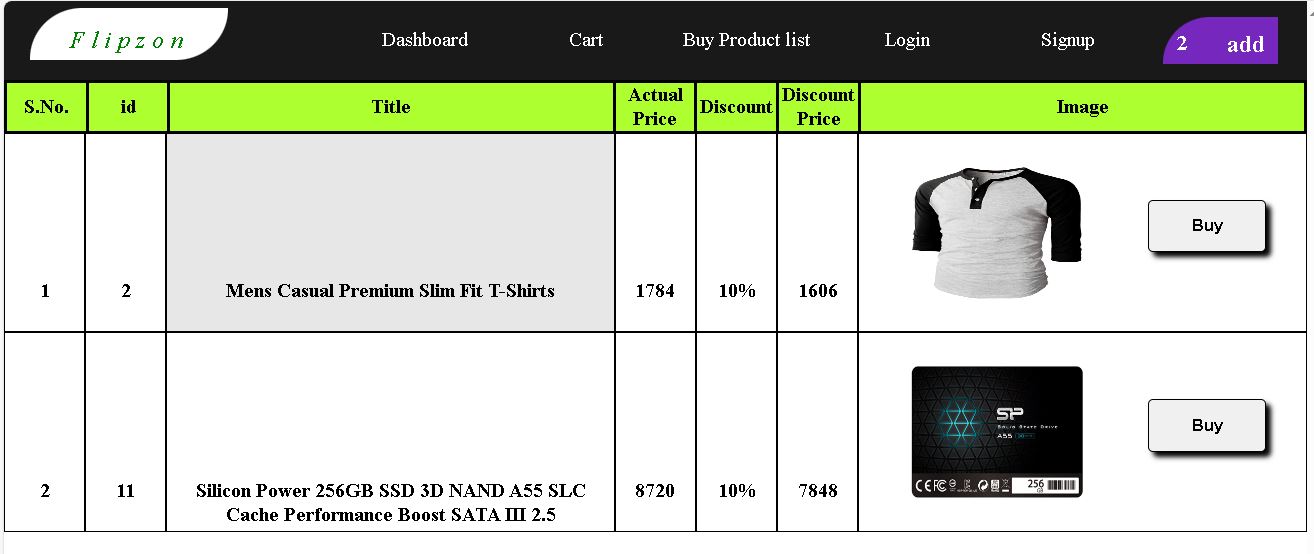 Flipzon Dashboard Cart Buy Product list Login Signup 2 add
S.No. id Title Actual Price Discount Discount Price Image
1 2 Mens Casual Premium Slim Fit T-Shirts 1784 10% 1606 Buy
SP
Solid State Drive
A55
2 11 Silicon Power 256GB SSD 3D NAND A55 SLC 8720 10% 7848 Buy
Cache Performance Boost SATA III 2.5
CE FC 256
GB